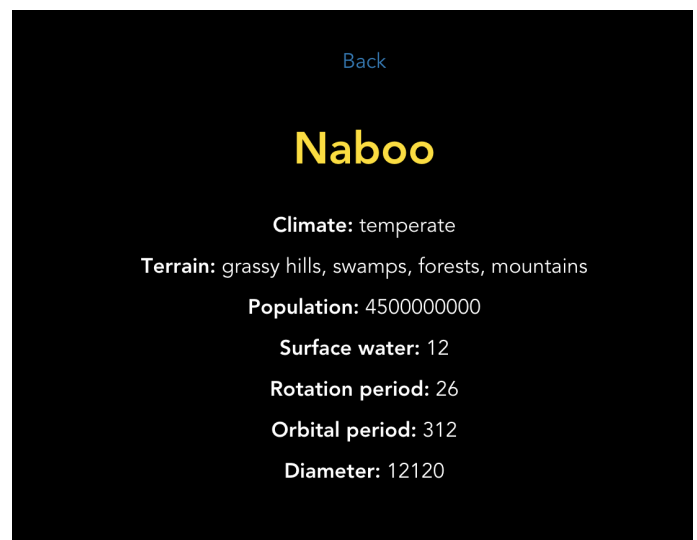 Back
Naboo
Climate: temperate
Terrain: grassy hills, swamps, forests, mountains
Population: 4500000000
Surface water: 12
Rotation period: 26
Orbital period: 312
Diameter: 12120